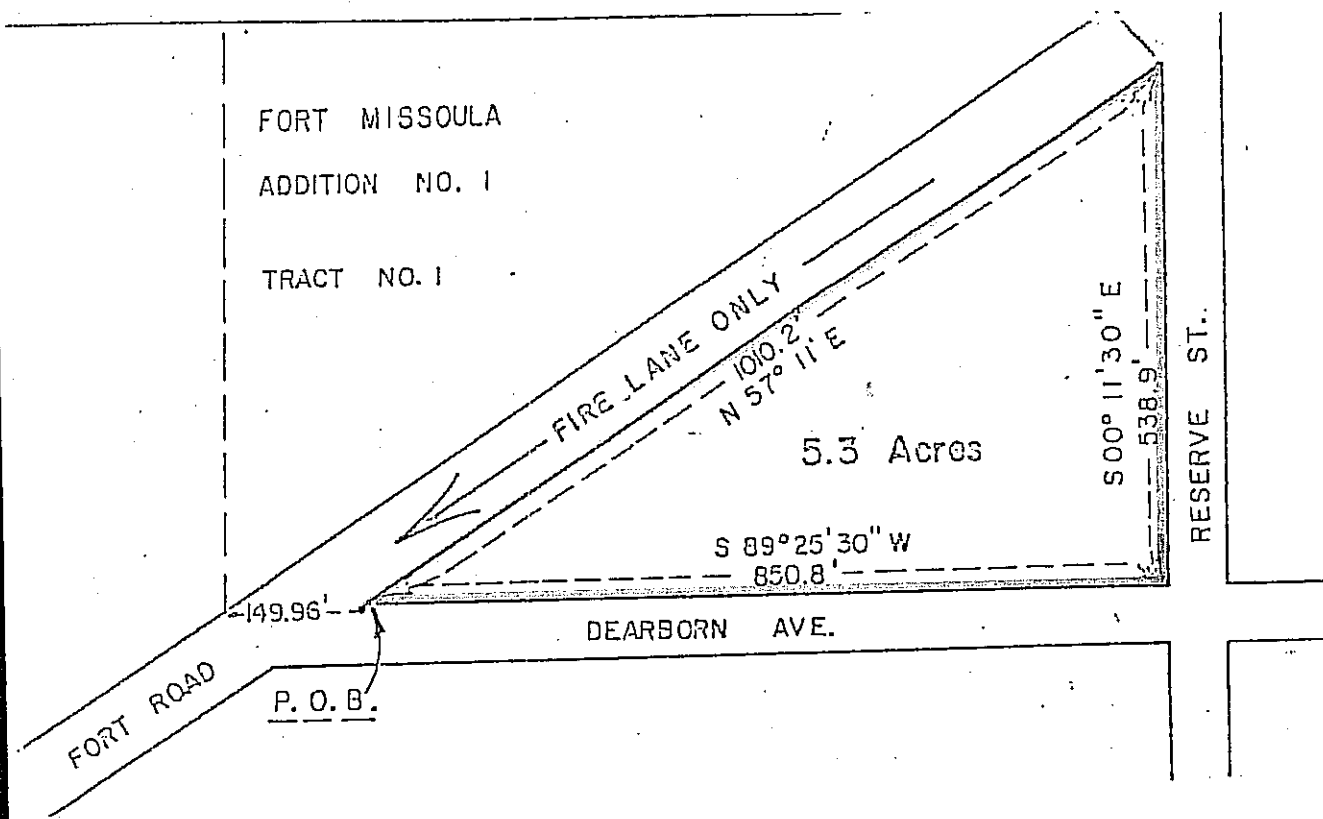 FORT MISSOULA
ADDITION NO. 1
TRACT NO. 1
FIRE LANE ONLY
1010.2'
N 57° 11' E
5.3 Acres
S 00° 11' 30" E
538.9'
RESERVE ST.
S 89° 25' 30" W
850.8'
149.96'
DEARBORN AVE.
P.O.B.
FORT ROAD